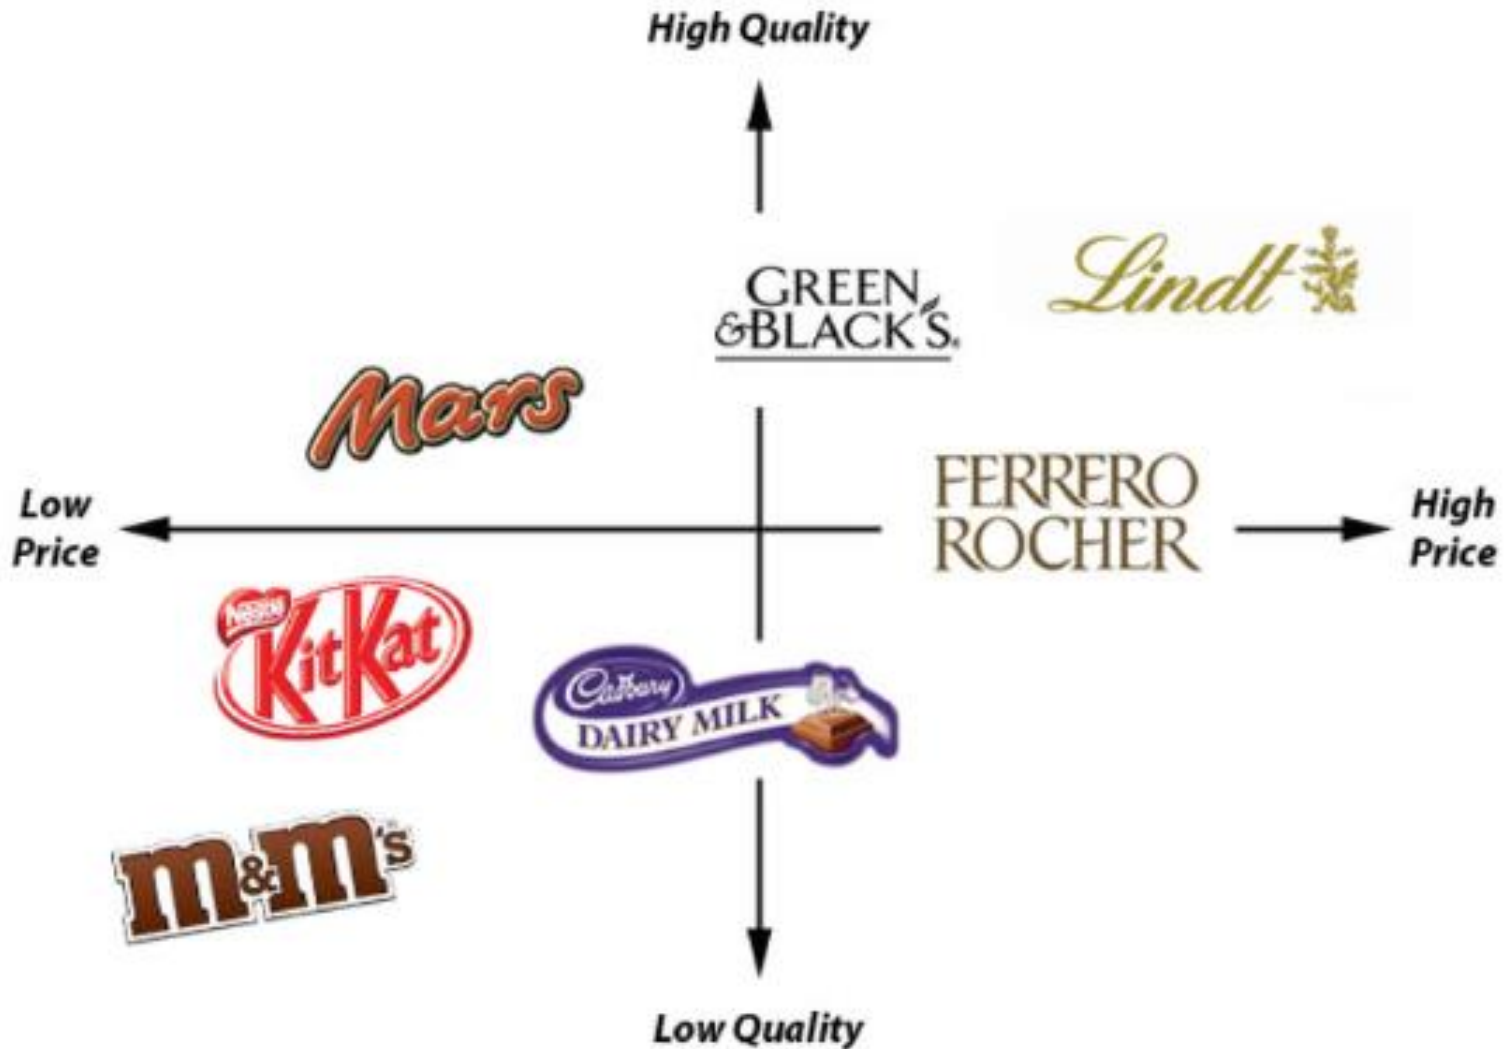 High Quality
Lindt
GREEN
&BLACK'S®
Mars
FERRERO
ROCHER
Low
Price
High
Price
Nestlé
KitKat
Cadbury
DAIRY MILK
m&m's
Low Quality